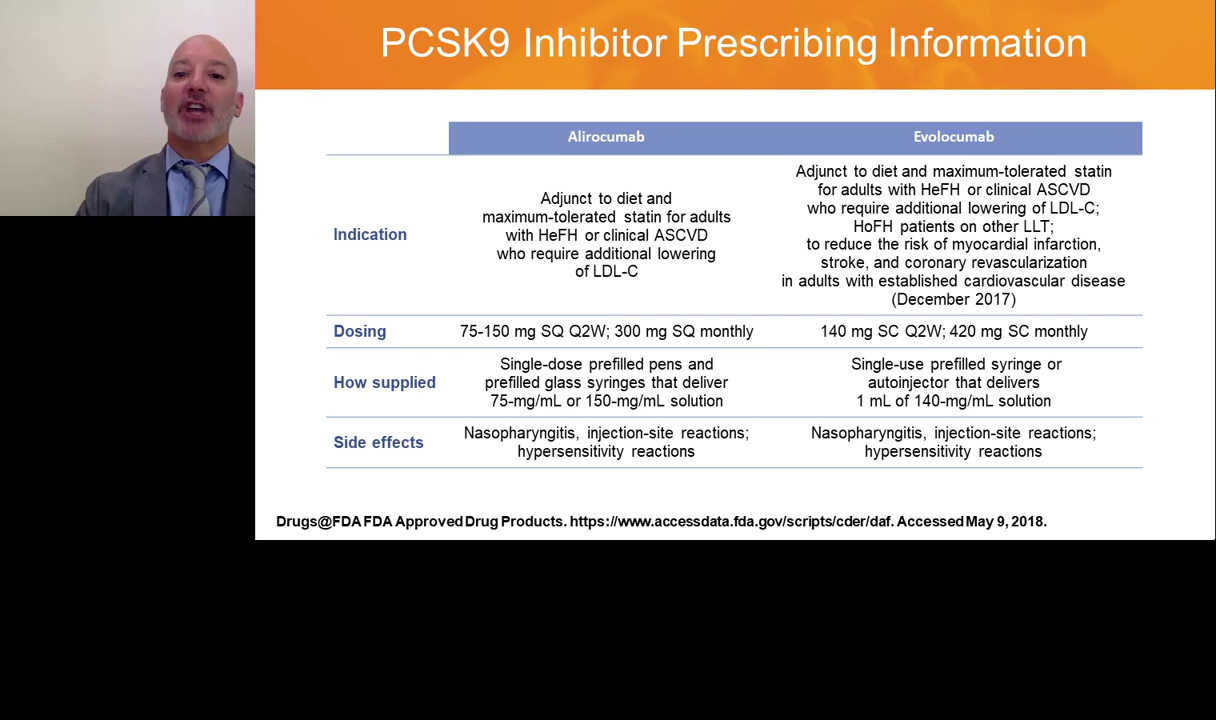 PCSK9 Inhibitor Prescribing Information
Alirocumab
Evolocumab
Indication
Adjunct to diet and
maximum-tolerated statin for adults
with HeFH or clinical ASCVD
who require additional lowering
of LDL-C
Adjunct to diet and maximum-tolerated statin
for adults with HeFH or clinical ASCVD
who require additional lowering of LDL-C;
HoFH patients on other LLT;
to reduce the risk of myocardial infarction,
stroke, and coronary revascularization
in adults with established cardiovascular disease
(December 2017)
Dosing
75-150 mg SQ Q2W; 300 mg SQ monthly
140 mg SC Q2W; 420 mg SC monthly
How supplied
Single-dose prefilled pens and
prefilled glass syringes that deliver
75-mg/mL or 150-mg/mL solution
Single-use prefilled syringe or
autoinjector that delivers
1 mL of 140-mg/mL solution
Side effects
Nasopharyngitis, injection-site reactions;
hypersensitivity reactions
Nasopharyngitis, injection-site reactions;
hypersensitivity reactions
Drugs@FDA FDA Approved Drug Products. https://www.accessdata.fda.gov/scripts/cder/daf. Accessed May 9, 2018.